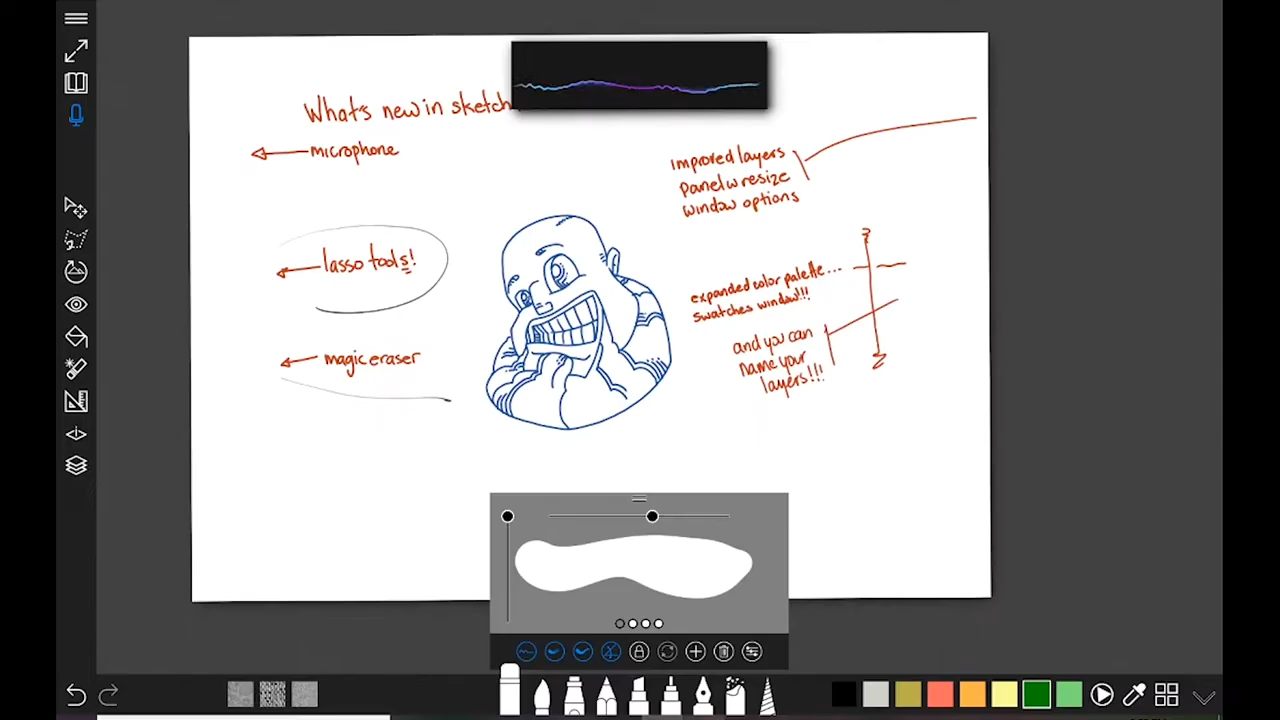 What's new in sketch
microphone
lasso tools!
magic eraser
improved layers
panel w resize
window options
expanded color palette...
swatches window!!
and you can
name your
layers!!!